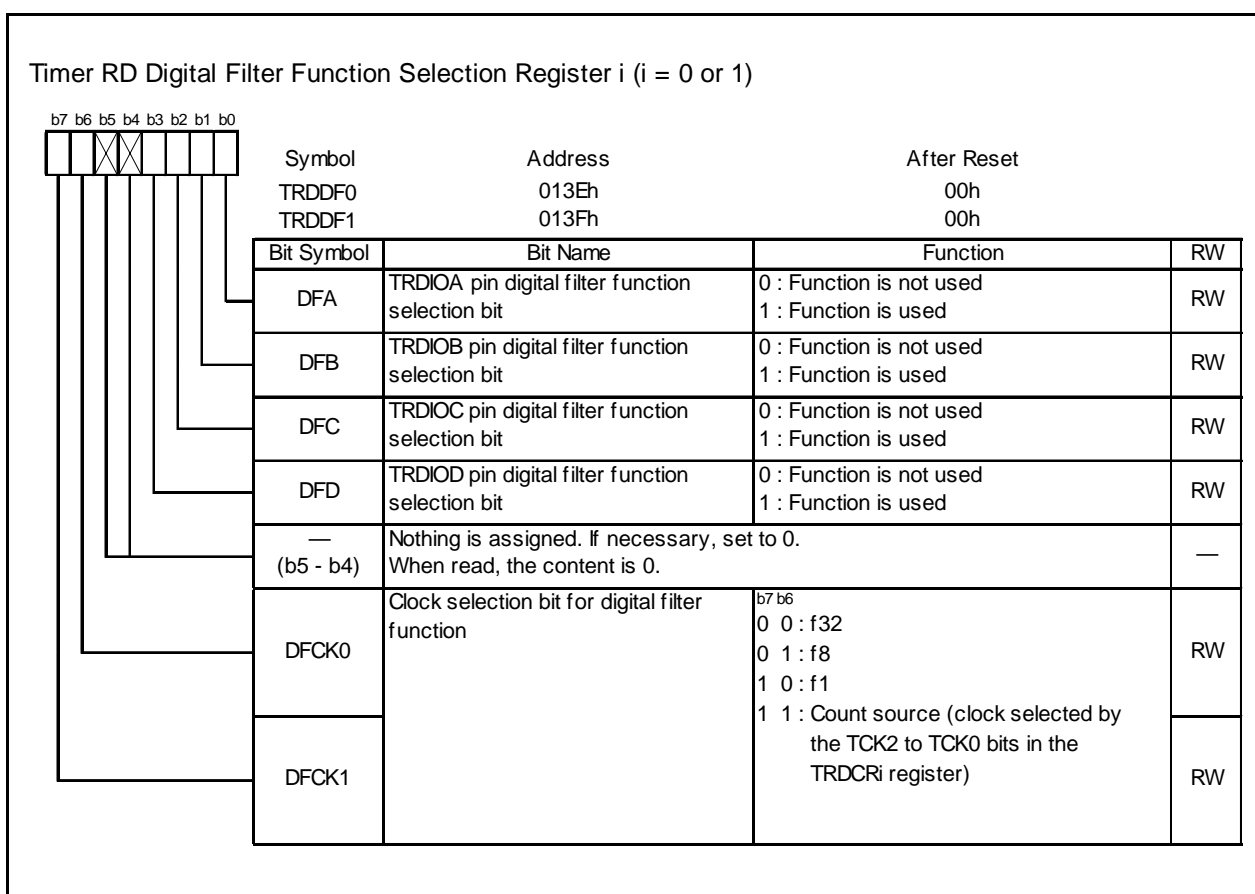 Timer RD Digital Filter Function Selection Register i (i = 0 or 1)
b7 b6 b5 b4 b3 b2 b1 b0
Symbol Address After Reset
TRDDF0 013Eh 00h
TRDDF1 013Fh 00h
Bit Symbol Bit Name Function RW
DFA TRDIOA pin digital filter function 0 : Function is not used RW
selection bit 1 : Function is used
DFB TRDIOB pin digital filter function 0 : Function is not used RW
selection bit 1 : Function is used
DFC TRDIOC pin digital filter function 0 : Function is not used RW
selection bit 1 : Function is used
DFD TRDIOD pin digital filter function 0 : Function is not used RW
selection bit 1 : Function is used
— Nothing is assigned. If necessary, set to 0. —
(b5 - b4) When read, the content is 0.
Clock selection bit for digital filter b7 b6
function 0 0 : f32
DFCK0 0 1 : f8 RW
1 0 : f1
1 1 : Count source (clock selected by
the TCK2 to TCK0 bits in the
DFCK1 TRDCRi register) RW